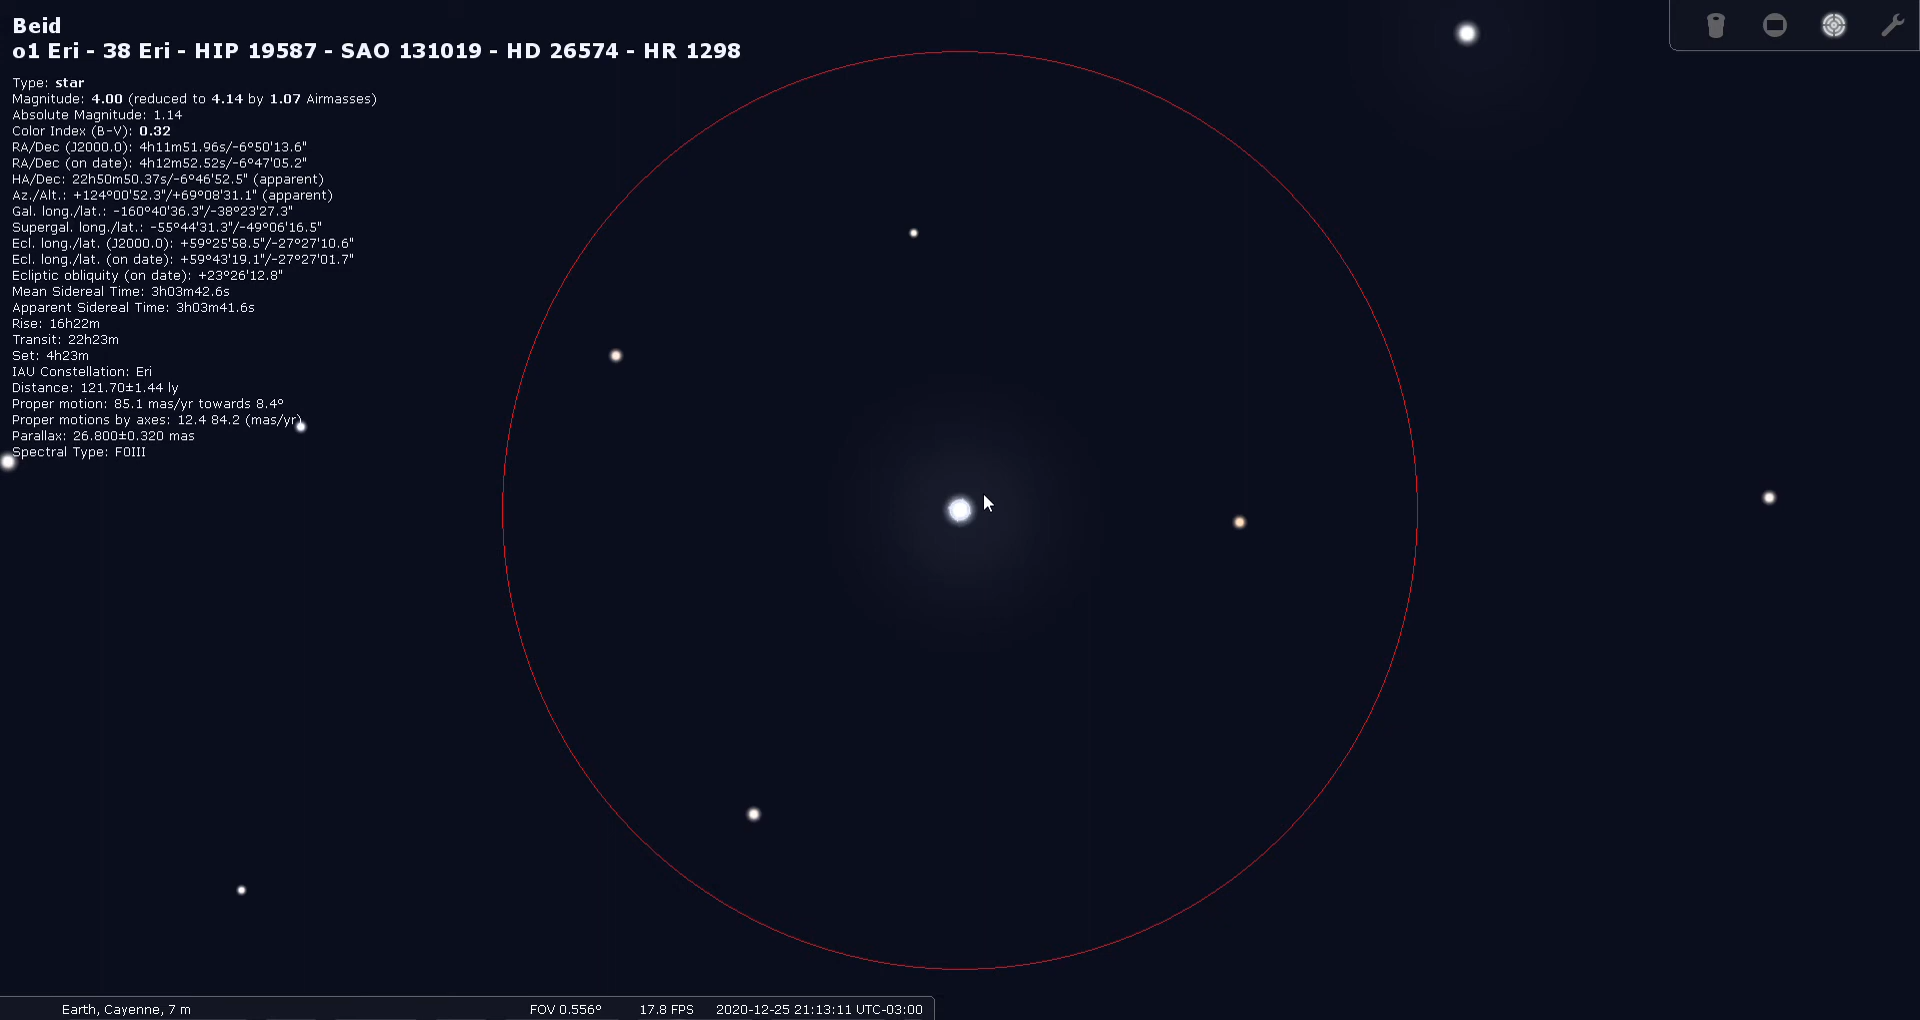 Beid
o1 Eri - 38 Eri - HIP 19587 - SAO 131019 - HD 26574 - HR 1298
Type: star
Magnitude: 4.00 (reduced to 4.14 by 1.07 Airmasses)
Absolute Magnitude: 1.14
Color Index (B-V): 0.32
RA/Dec (J2000.0): 4h11m51.96s/-6°50'13.6"
RA/Dec (on date): 4h12m52.52s/-6°47'05.2"
HA/Dec: 22h50m50.37s/-6°46'52.5" (apparent)
Az./Alt.: +124°00'52.3"/+69°08'31.1" (apparent)
Gal. long./lat.: -160°40'36.3"/-38°23'27.3"
Supergal. long./lat.: -55°44'31.3"/-49°06'16.5"
Ecl. long./lat. (J2000.0): +59°25'58.5"/-27°27'10.6"
Ecl. long./lat. (on date): +59°43'19.1"/-27°27'01.7"
Ecliptic obliquity (on date): +23°26'12.8"
Mean Sidereal Time: 3h03m42.6s
Apparent Sidereal Time: 3h03m41.6s
Rise: 16h22m
Transit: 22h23m
Set: 4h23m
IAU Constellation: Eri
Distance: 121.70±1.44 ly
Proper motion: 85.1 mas/yr towards 8.4°
Proper motions by axes: 12.4 84.2 (mas/yr)
Parallax: 26.800±0.320 mas
Spectral Type: F0III
Earth, Cayenne, 7 m FOV 0.556° 17.8 FPS 2020-12-25 21:13:11 UTC-03:00